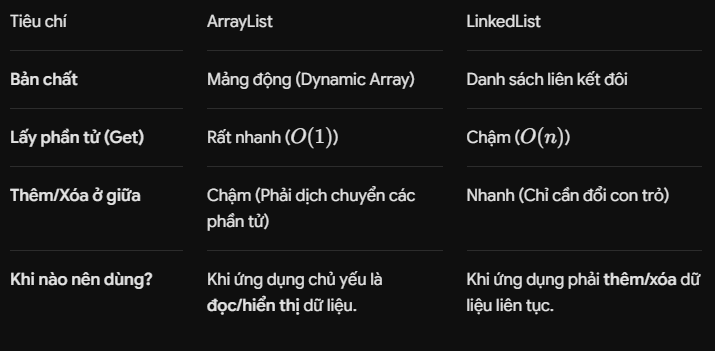 Tiêu chí ArrayList LinkedList
Bản chất Mảng động (Dynamic Array) Danh sách liên kết đôi
Lấy phần tử (Get) Rất nhanh (O(1)) Chậm (O(n))
Thêm/Xóa ở giữa Chậm (Phải dịch chuyển các Nhanh (Chỉ cần đổi con trỏ)
phần tử)
Khi nào nên dùng? Khi ứng dụng chủ yếu là Khi ứng dụng phải thêm/xóa dữ
đọc/hiển thị dữ liệu. liệu liên tục.